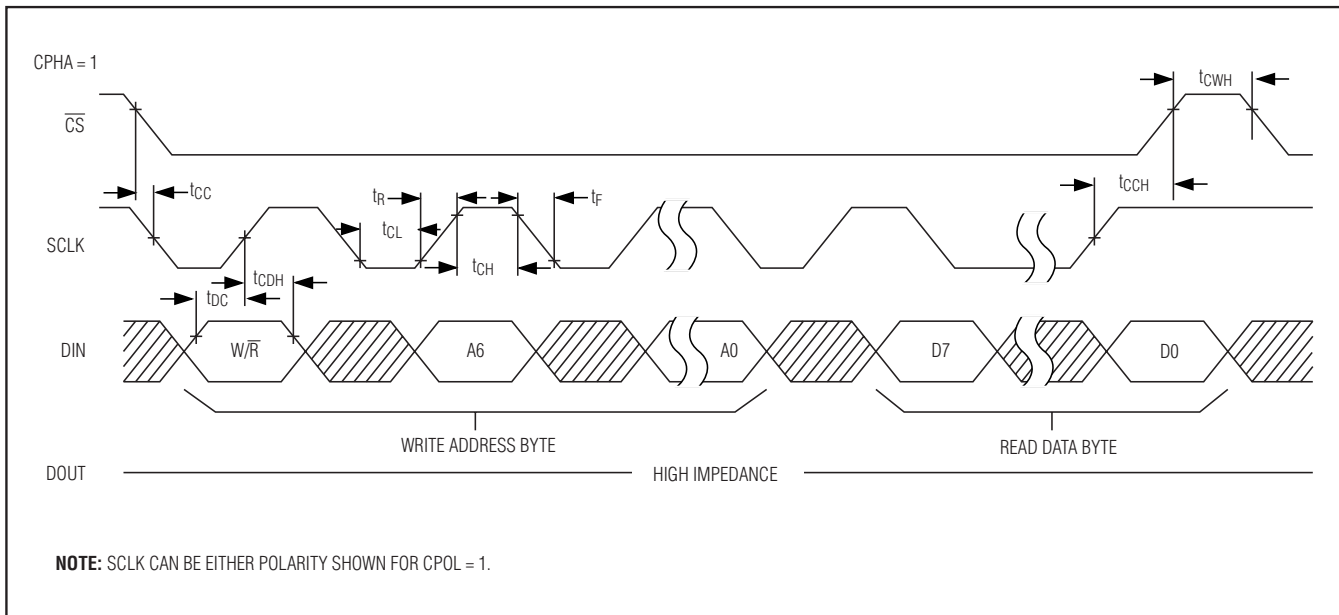 CPHA = 1
tCWH
CS
tCC
tCCH
tR
tF
tCL
SCLK
tCH
tCDH
tDC
DIN
W/R
A6
A0
D7
D0
WRITE ADDRESS BYTE
READ DATA BYTE
DOUT
HIGH IMPEDANCE
NOTE: SCLK CAN BE EITHER POLARITY SHOWN FOR CPOL = 1.